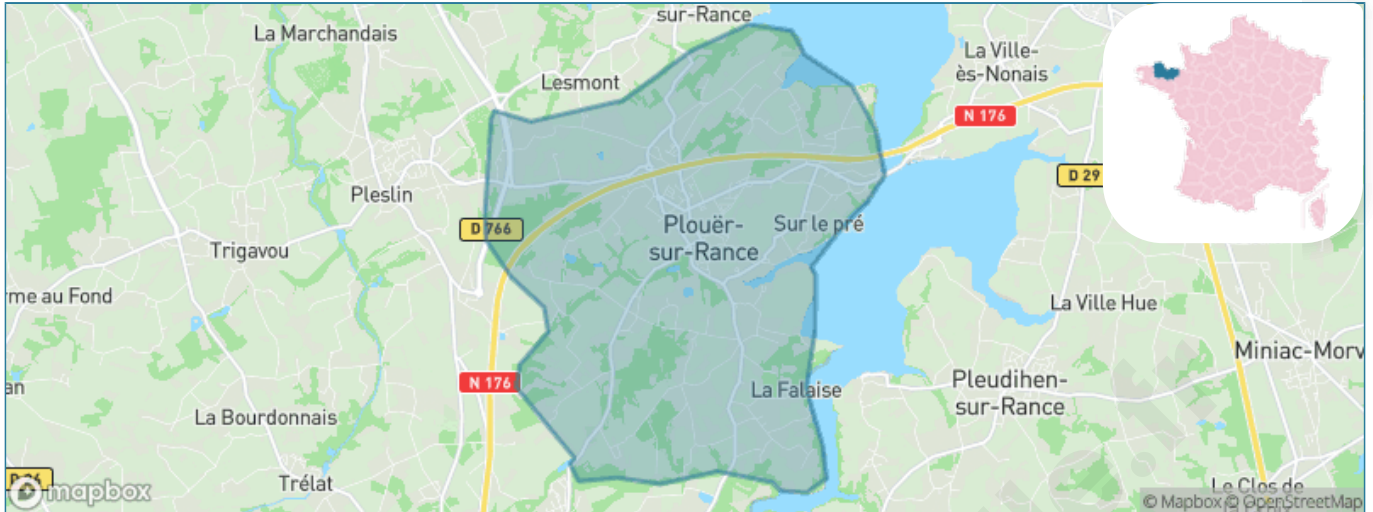 sur-Rance
La Marchandais
La Ville-
ès-Nonais
Lesmont
N 176
D 29
Pleslin
Plouër-
sur-Rance
Sur le pré
D 766
Trigavou
rme au Fond
La Ville Hue
Miniac-Morv
an
N 176
La Falaise
Pleudihen-
sur-Rance
La Bourdonnais
Trélat
mapbox
Le Clos de
© Mapbox © OpenStreetMap